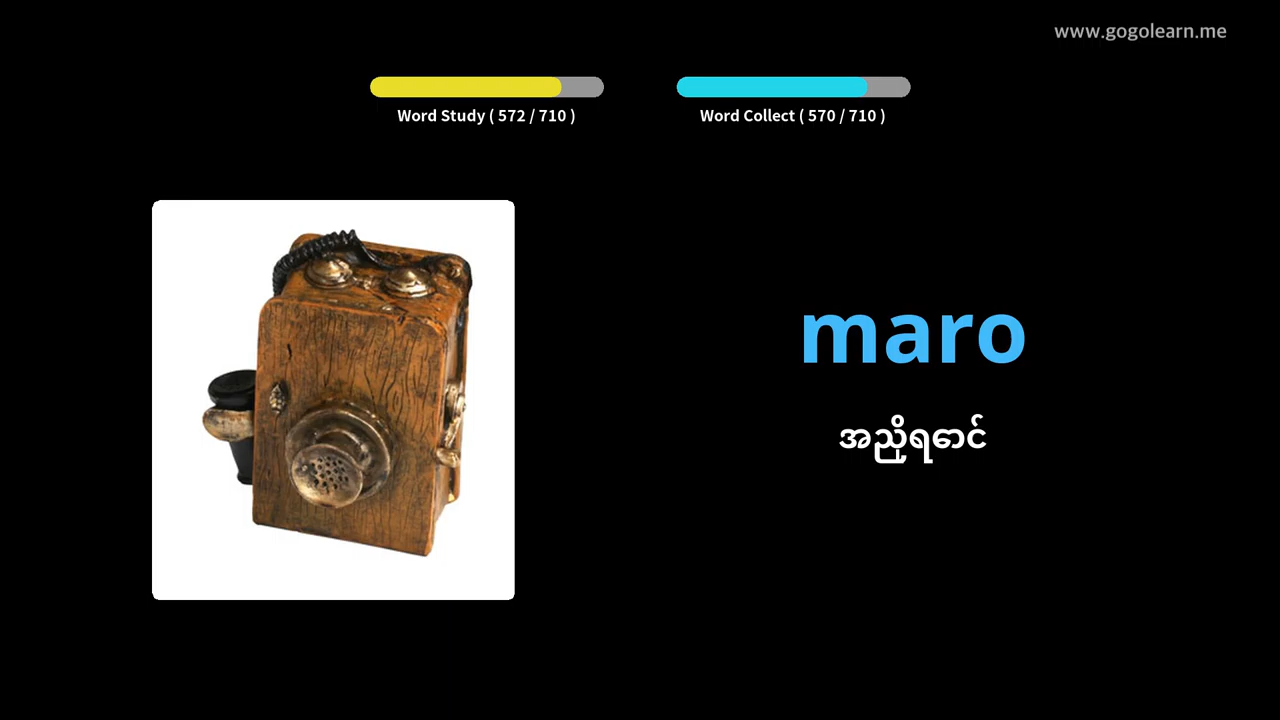 www.gogolearn.me
Word Study ( 572 / 710 )
Word Collect ( 570 / 710 )
maro
အညိုရောင်